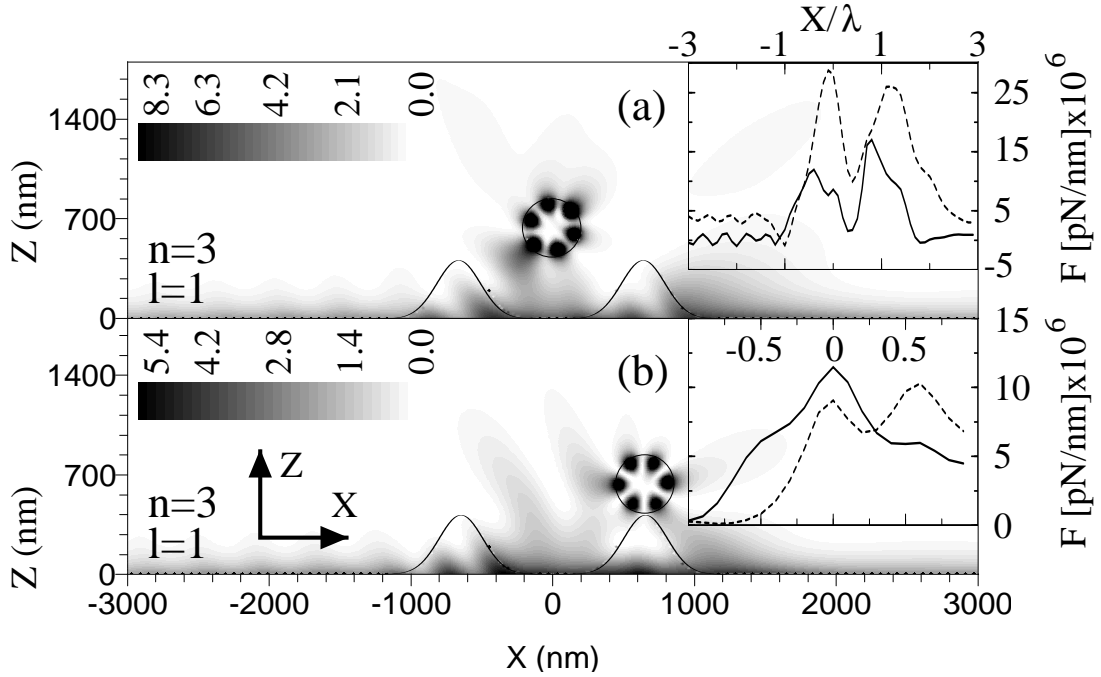 X/λ
-3 -1 1 3
8.3 6.3 4.2 2.1 0.0
(a)
25
15
5
-5
F [pN/nm]x10^6
1400
700
0
Z (nm)
n=3
l=1
5.4 4.2 2.8 1.4 0.0
(b)
-0.5 0 0.5
15
10
5
0
F [pN/nm]x10^6
1400
700
0
Z (nm)
Z
X
n=3
l=1
-3000 -2000 -1000 0 1000 2000 3000
X (nm)